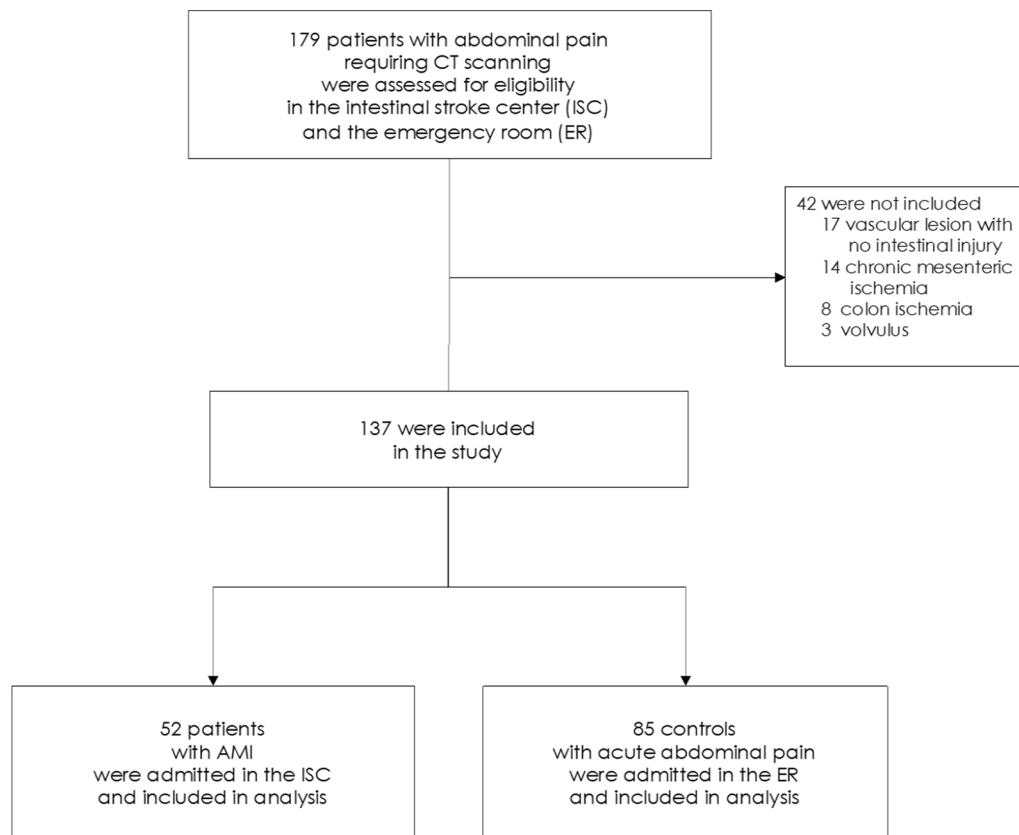 179 patients with abdominal pain
requiring CT scanning
were assessed for eligibility
in the intestinal stroke center (ISC)
and the emergency room (ER)
42 were not included
17 vascular lesion with
no intestinal injury
14 chronic mesenteric
ischemia
8 colon ischemia
3 volvulus
137 were included
in the study
52 patients
with AMI
were admitted in the ISC
and included in analysis
85 controls
with acute abdominal pain
were admitted in the ER
and included in analysis